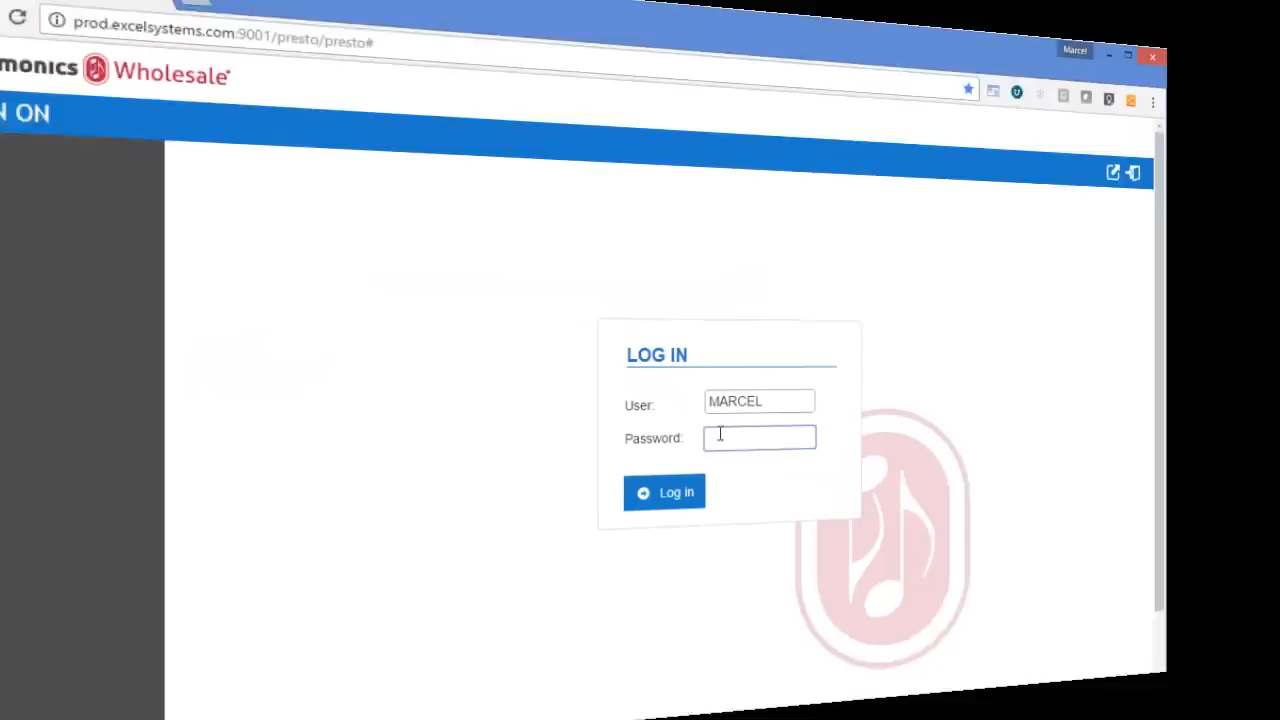 Marcel
prod.excelsystems.com:9001/presto/presto#
monics Wholesale
N ON
LOG IN
User: MARCEL
Password:
Log in